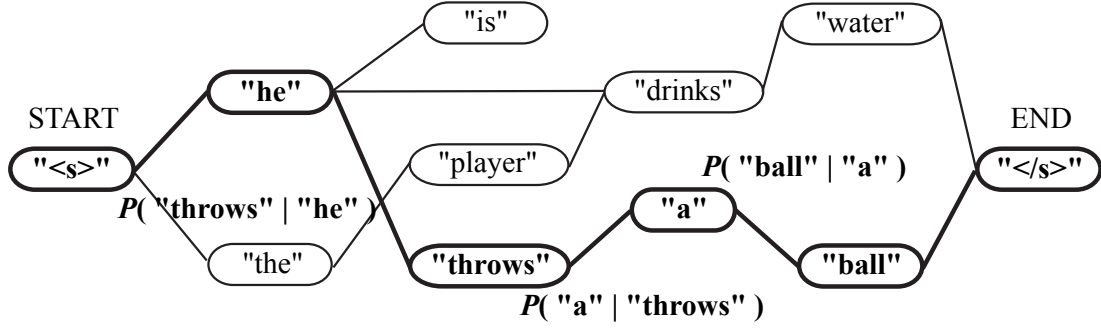 "is"
"water"
"he"
"drinks"
START
END
"<s>"
"player"
P( "ball" | "a" )
"</s>"
P( "throws" | "he" )
"a"
"the"
"throws"
"ball"
P( "a" | "throws" )